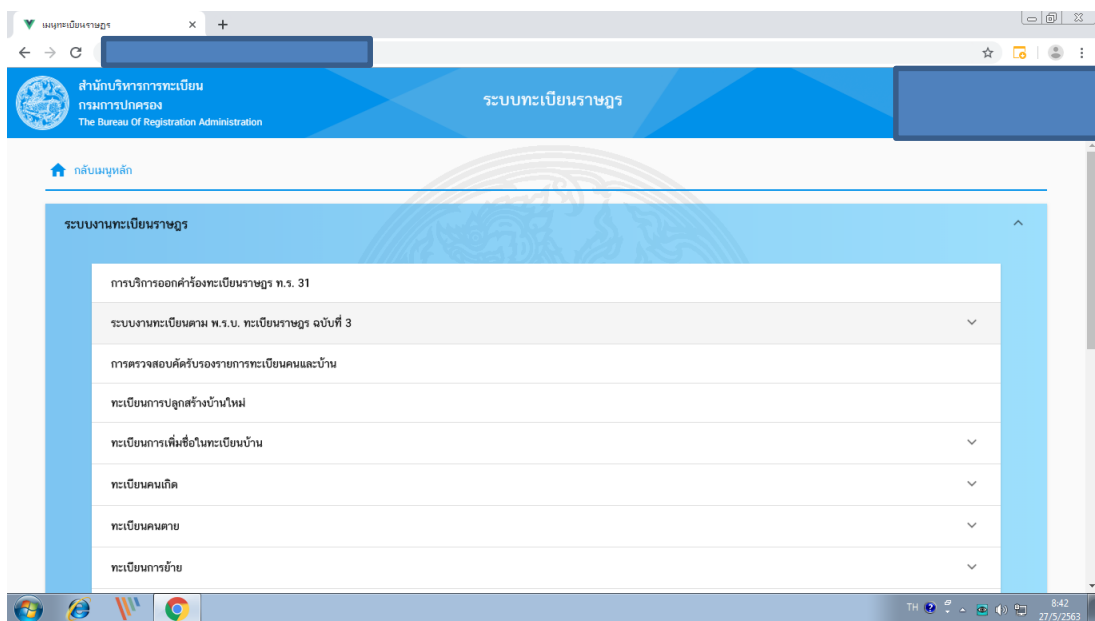 เมนูทะเบียนราษฎร
สำนักบริหารการทะเบียน
กรมการปกครอง
The Bureau Of Registration Administration
ระบบทะเบียนราษฎร
กลับเมนูหลัก
ระบบงานทะเบียนราษฎร
การบริการออกคำร้องทะเบียนราษฎร ท.ร. 31
ระบบงานทะเบียนตาม พ.ร.บ. ทะเบียนราษฎร ฉบับที่ 3
การตรวจสอบคัดรับรองรายการทะเบียนคนและบ้าน
ทะเบียนการปลูกสร้างบ้านใหม่
ทะเบียนการเพิ่มชื่อในทะเบียนบ้าน
ทะเบียนคนเกิด
ทะเบียนคนตาย
ทะเบียนการย้าย
TH
8:42
27/5/2563